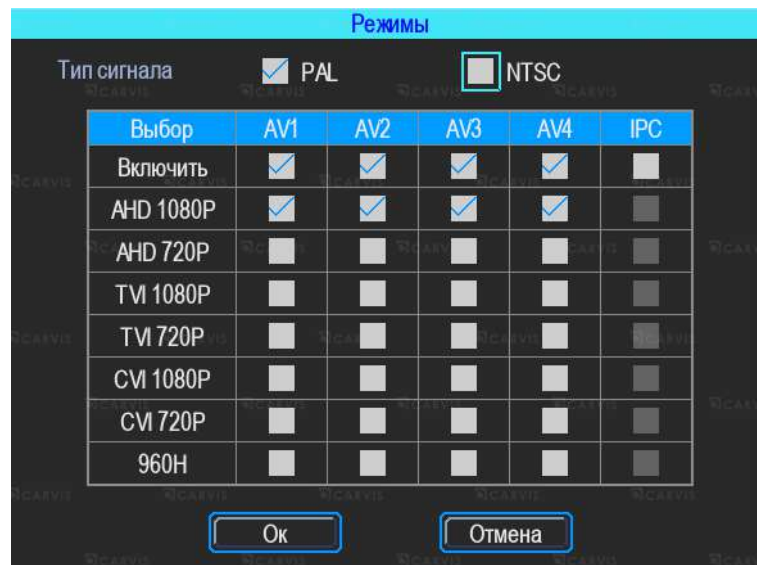 Режимы
Тип сигнала PAL NTSC
Выбор AV1 AV2 AV3 AV4 IPC
Включить
AHD 1080P
AHD 720P
TVI 1080P
TVI 720P
CVI 1080P
CVI 720P
960H
Ок Отмена